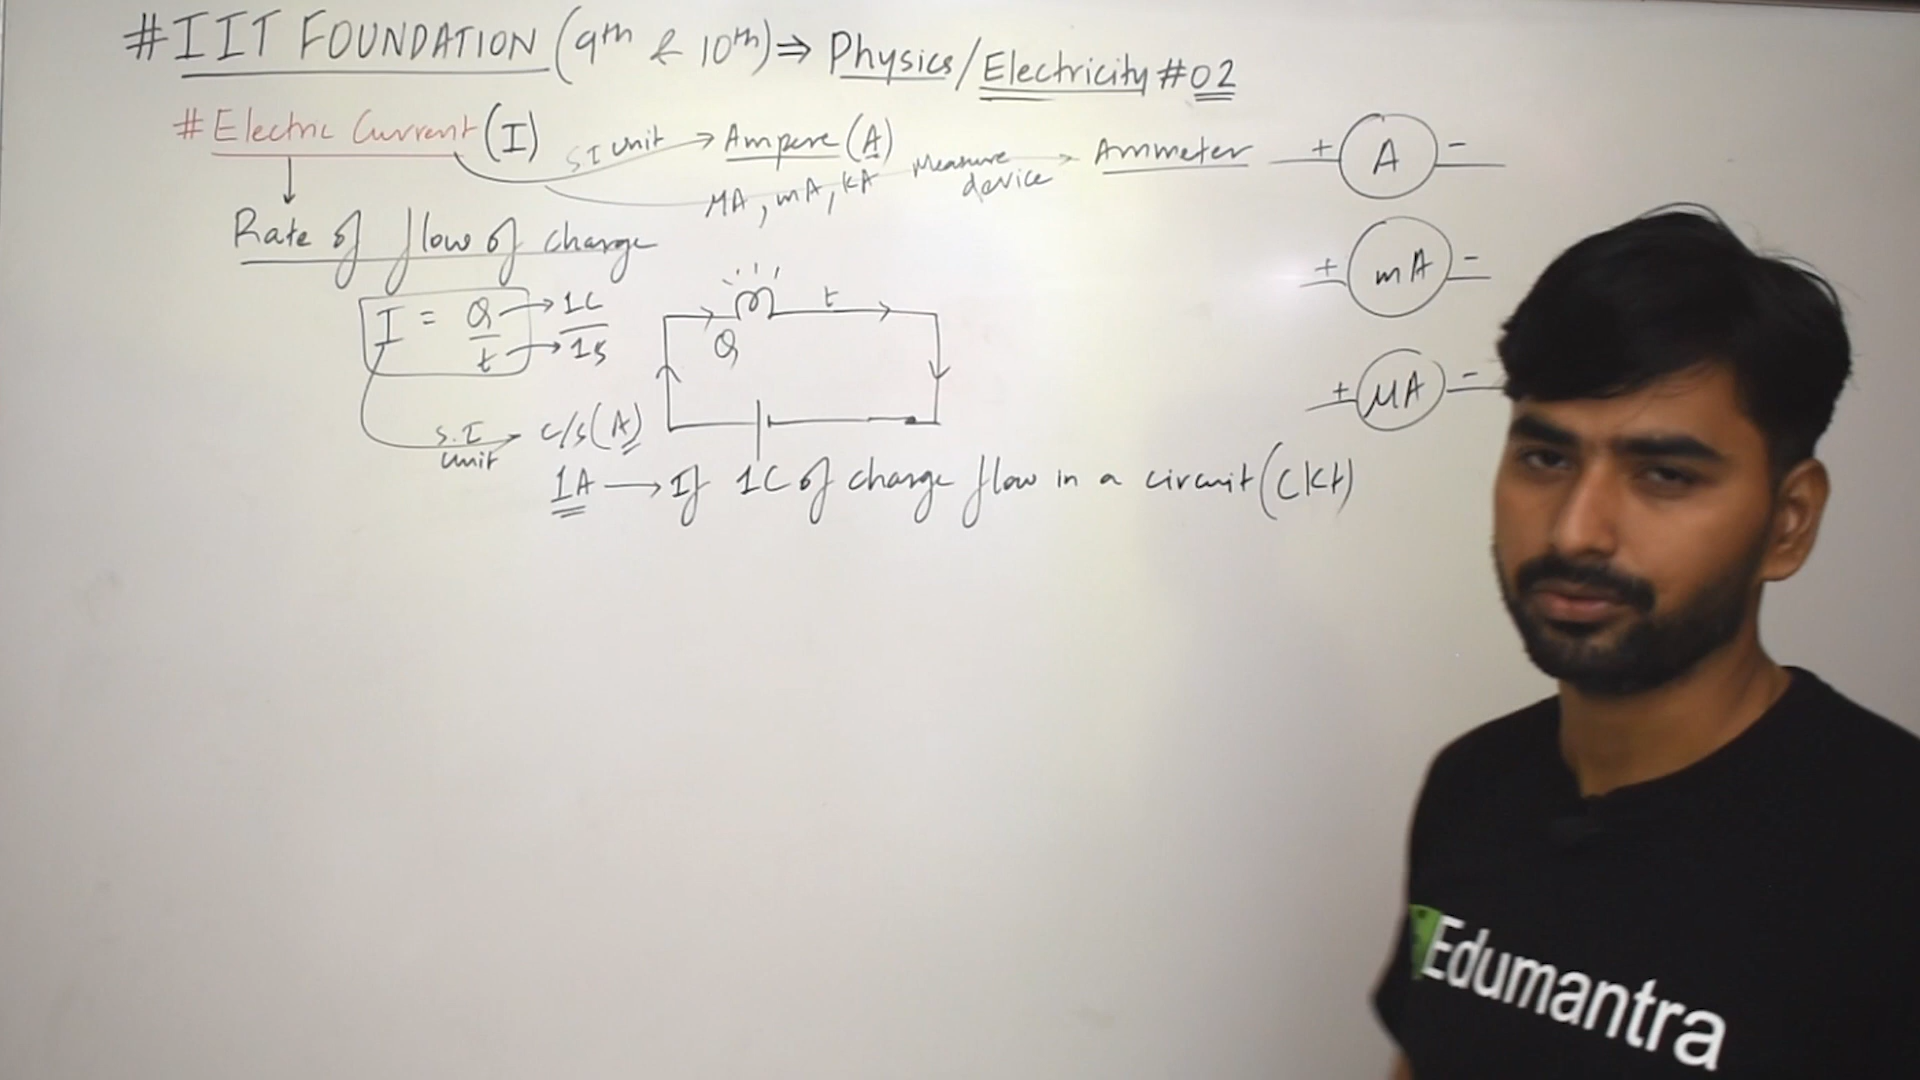 #IIT FOUNDATION (9th & 10th) ⇒ Physics/Electricity #02
# Electric Current (I) SI unit → Ampere (A) Measure device → Ammeter + A -
μA, mA, kA
Rate of flow of charge
+ mA -
I = Q/t → 1C / → 1s
Q t
+ μA -
S.I unit → C/s (A)
1A → If 1C of charge flow in a circuit (ckt)
Edumantra